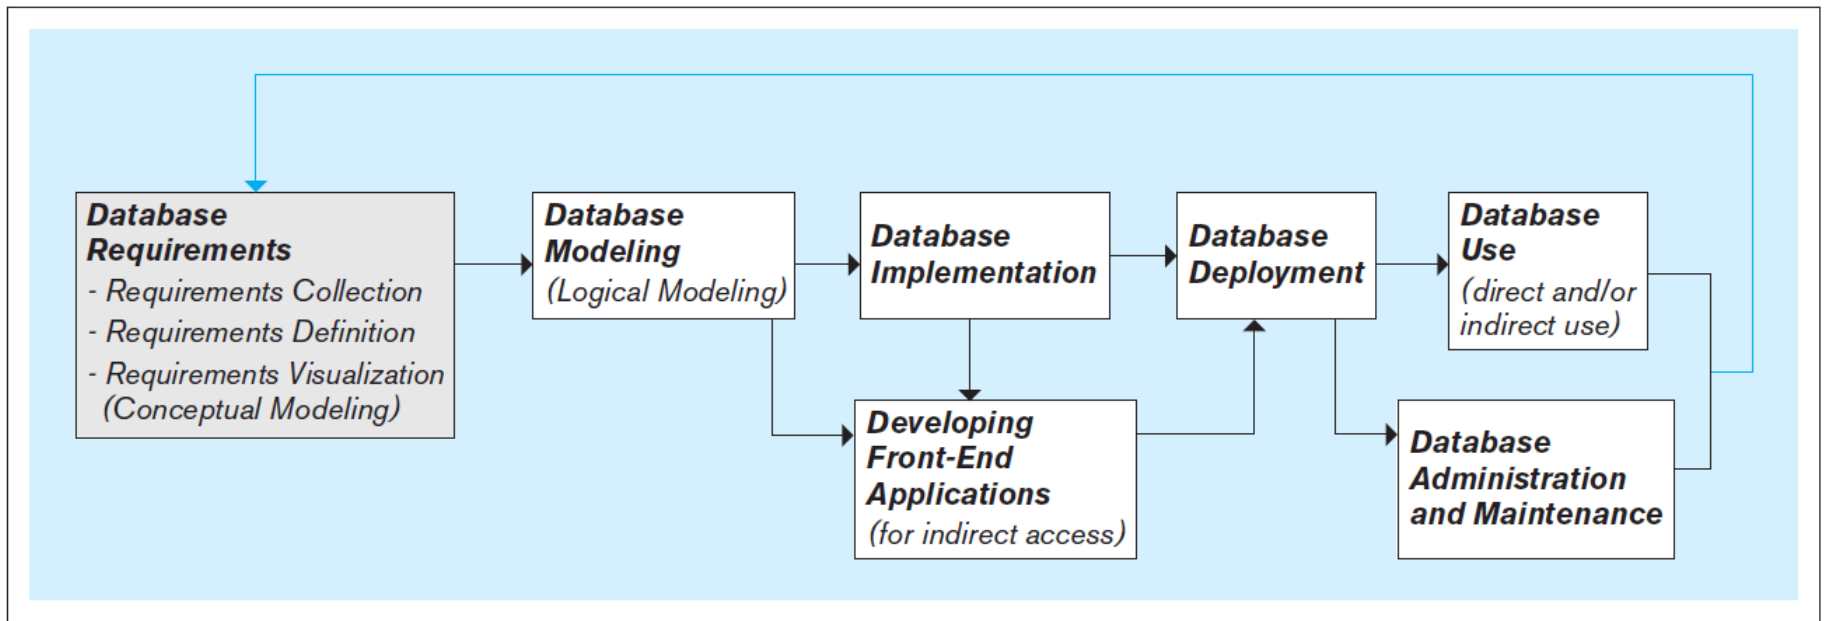 Database
Requirements
- Requirements Collection
- Requirements Definition
- Requirements Visualization
(Conceptual Modeling)
Database
Modeling
(Logical Modeling)
Database
Implementation
Developing
Front-End
Applications
(for indirect access)
Database
Deployment
Database
Use
(direct and/or
indirect use)
Database
Administration
and Maintenance